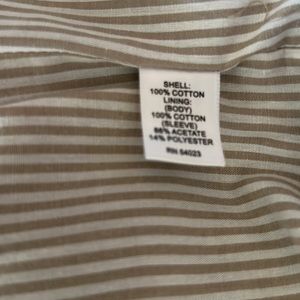 SHELL:
100% COTTON
LINING:
(BODY)
100% COTTON
(SLEEVE)
86% ACETATE
14% POLYESTER
RN 54023